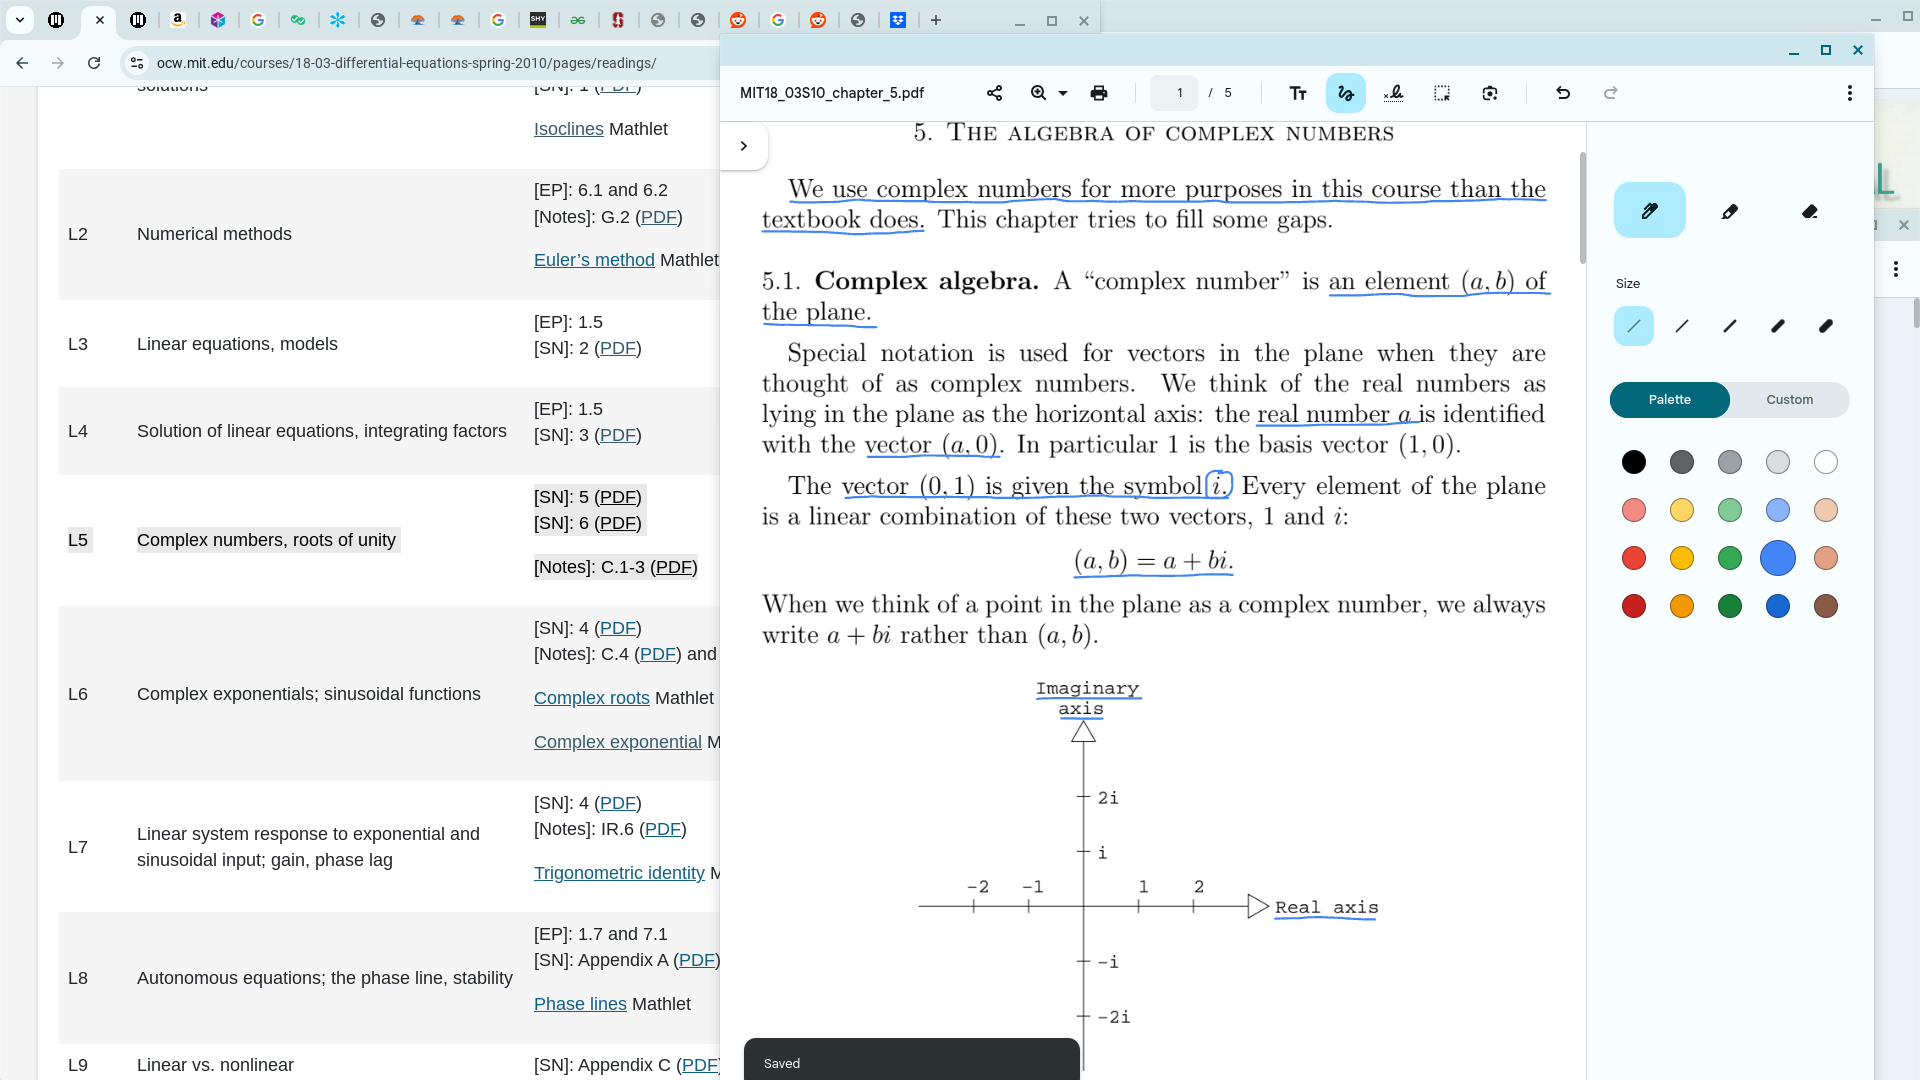 SHY
ocw.mit.edu/courses/18-03-differential-equations-spring-2010/pages/readings/
solutions
[SN]: 1 (PDF)
Isoclines Mathlet
L2
Numerical methods
[EP]: 6.1 and 6.2
[Notes]: G.2 (PDF)
Euler’s method Mathlet
L3
Linear equations, models
[EP]: 1.5
[SN]: 2 (PDF)
L4
Solution of linear equations, integrating factors
[EP]: 1.5
[SN]: 3 (PDF)
L5
Complex numbers, roots of unity
[SN]: 5 (PDF)
[SN]: 6 (PDF)
[Notes]: C.1-3 (PDF)
L6
Complex exponentials; sinusoidal functions
[SN]: 4 (PDF)
[Notes]: C.4 (PDF) and
Complex roots Mathlet
Complex exponential M
L7
Linear system response to exponential and
sinusoidal input; gain, phase lag
[SN]: 4 (PDF)
[Notes]: IR.6 (PDF)
Trigonometric identity M
L8
Autonomous equations; the phase line, stability
[EP]: 1.7 and 7.1
[SN]: Appendix A (PDF)
Phase lines Mathlet
L9
Linear vs. nonlinear
[SN]: Appendix C (PDF)
MIT18_03S10_chapter_5.pdf
1 / 5
5. The algebra of complex numbers
We use complex numbers for more purposes in this course than the
textbook does. This chapter tries to fill some gaps.
5.1. Complex algebra. A “complex number” is an element (a, b) of
the plane.
Special notation is used for vectors in the plane when they are
thought of as complex numbers. We think of the real numbers as
lying in the plane as the horizontal axis: the real number a is identified
with the vector (a, 0). In particular 1 is the basis vector (1, 0).
The vector (0, 1) is given the symbol i. Every element of the plane
is a linear combination of these two vectors, 1 and i:
(a, b) = a + bi.
When we think of a point in the plane as a complex number, we always
write a + bi rather than (a, b).
Imaginary
axis
2i
i
-2 -1 1 2
Real axis
-i
-2i
Saved
Size
Palette
Custom
L